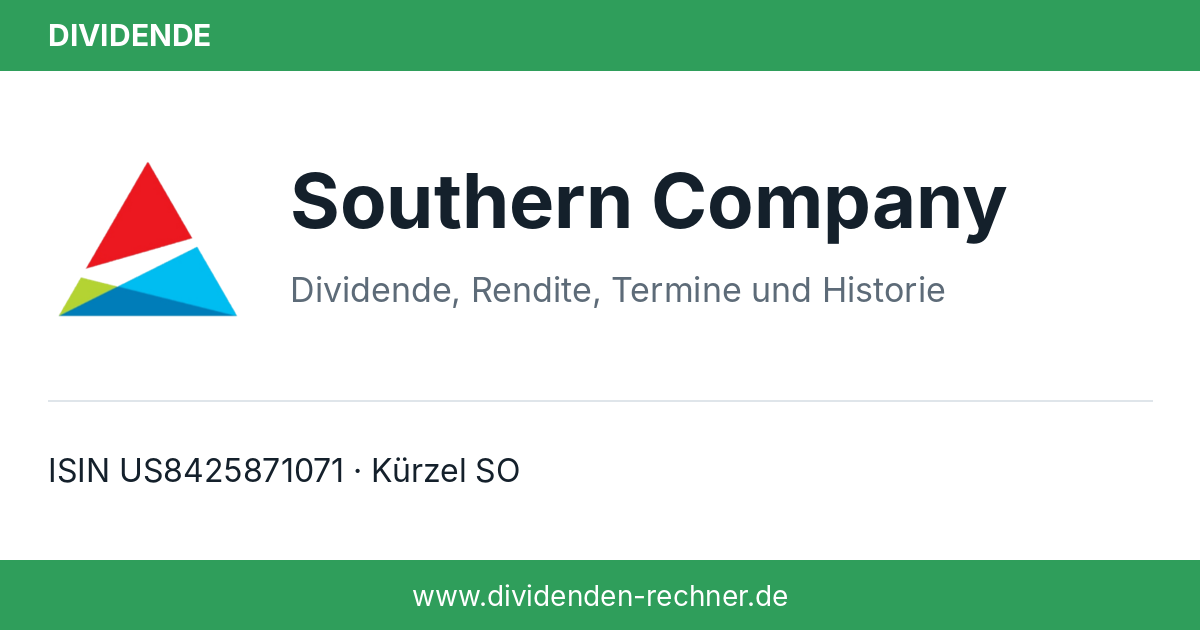 DIVIDENDE
Southern Company
Dividende, Rendite, Termine und Historie
ISIN US8425871071 · Kürzel SO
www.dividenden-rechner.de